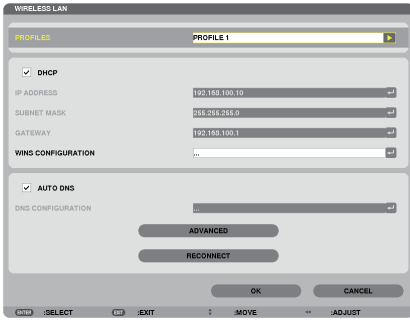 WIRELESS LAN
PROFILES PROFILE 1
DHCP
IP ADDRESS 192.168.100.10
SUBNET MASK 255.255.255.0
GATEWAY 192.168.100.1
WINS CONFIGURATION ...
AUTO DNS
DNS CONFIGURATION ...
ADVANCED
RECONNECT
OK CANCEL
ENTER :SELECT EXIT :EXIT :MOVE :ADJUST